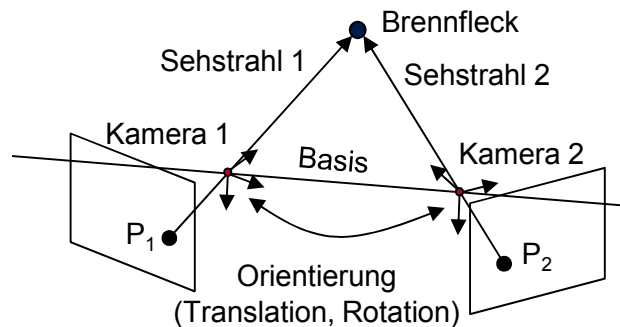 Brennfleck
Sehstrahl 1
Sehstrahl 2
Kamera 1
Basis
Kamera 2
P1
P2
Orientierung
(Translation, Rotation)